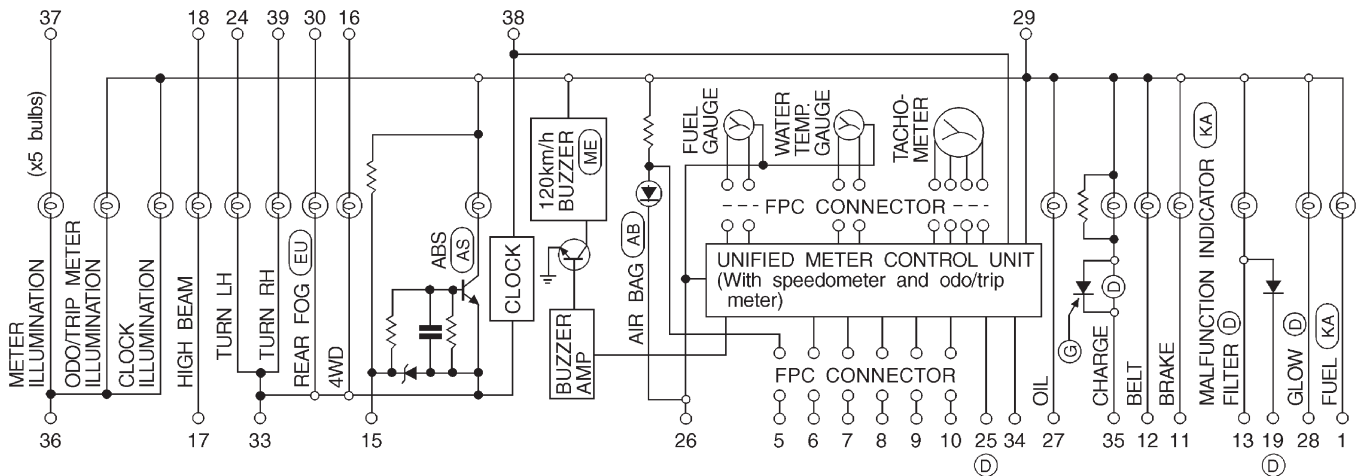 37
18
24
39
30
16
38
29
(x5 bulbs)
METER
ILLUMINATION
ODO/TRIP METER
ILLUMINATION
CLOCK
ILLUMINATION
HIGH BEAM
TURN LH
TURN RH
REAR FOG
EU
4WD
ABS
AS
CLOCK
120km/h
BUZZER
ME
BUZZER
AMP
AIR BAG
AB
FUEL
GAUGE
WATER
TEMP.
GAUGE
TACHO-
METER
FPC CONNECTOR
UNIFIED METER CONTROL UNIT
(With speedometer and odo/trip
meter)
FPC CONNECTOR
OIL
G
D
CHARGE
BELT
BRAKE
MALFUNCTION INDICATOR
KA
FILTER
D
GLOW
D
FUEL
KA
36
17
33
15
26
5
6
7
8
9
10
25
34
27
35
12
11
13
19
28
1
D
D